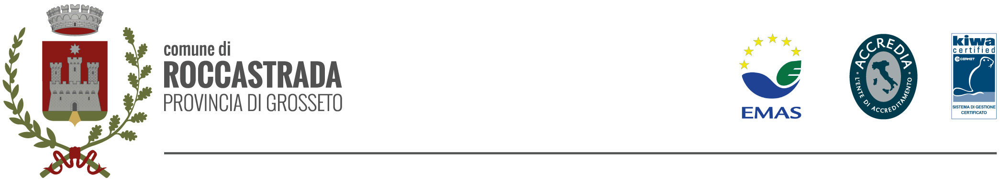 comune di
ROCCASTRADA
PROVINCIA DI GROSSETO
EMAS
ACCREDIA
L'ENTE DI ACCREDITAMENTO
kiwa
certified
CERMET
SISTEMA DI GESTIONE
CERTIFICATO